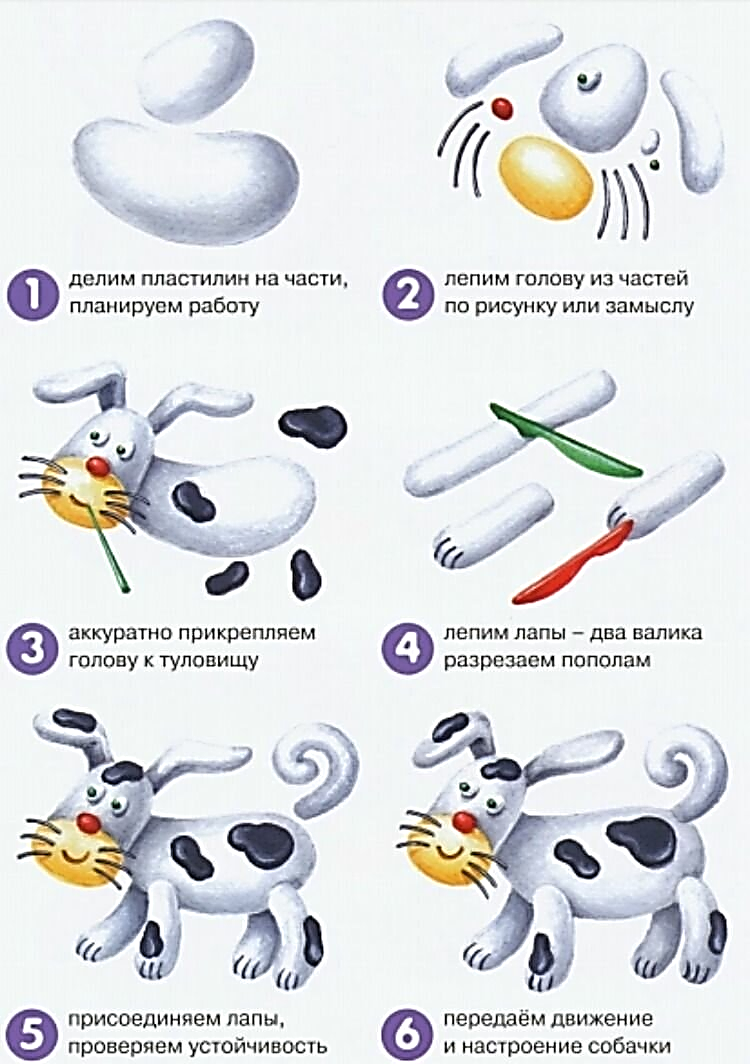 1 делим пластилин на части,
планируем работу
2 лепим голову из частей
по рисунку или замыслу
3 аккуратно прикрепляем
голову к туловищу
4 лепим лапы – два валика
разрезаем пополам
5 присоединяем лапы,
проверяем устойчивость
6 передаём движение
и настроение собачки